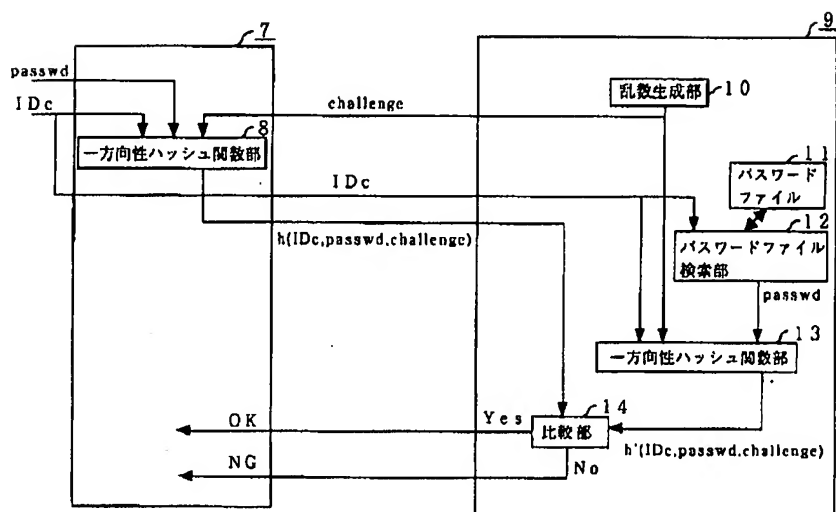 7
9
passwd
IDc
challenge
乱数生成部
10
8
一方向性ハッシュ関数部
11
パスワード
ファイル
IDc
12
h(IDc,passwd,challenge)
パスワードファイル
検索部
passwd
13
一方向性ハッシュ関数部
14
OK
Yes
比較部
h'(IDc,passwd,challenge)
NG
No